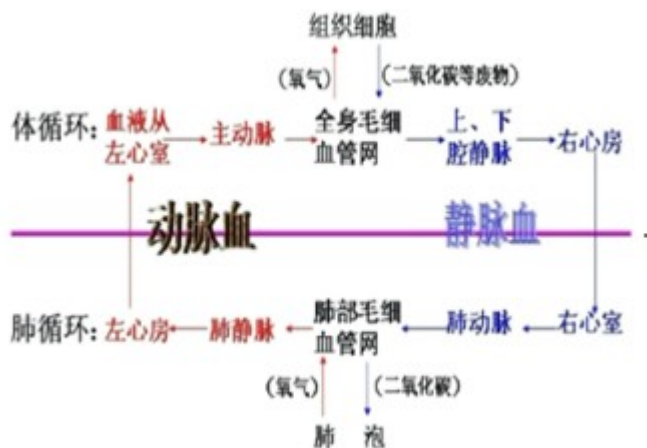 组织细胞
(氧气)
(二氧化碳等废物)
体循环：
血液从
左心室
主动脉
全身毛细
血管网
上、下
腔静脉
右心房
动脉血
静脉血
肺循环：
左心房
肺静脉
肺部毛细
血管网
肺动脉
右心室
(氧气)
(二氧化碳)
肺 泡